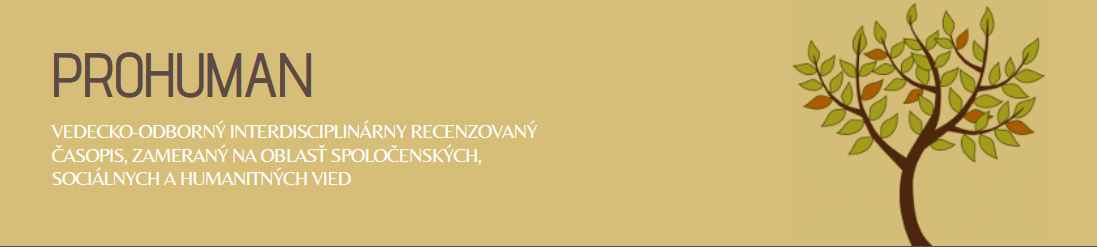 PROHUMAN
VEDECKO-ODBORNÝ INTERDISCIPLINÁRNY RECENZOVANÝ
ČASOPIS, ZAMERANÝ NA OBLASŤ SPOLOČENSKÝCH,
SOCIÁLNYCH A HUMANITNÝCH VIED